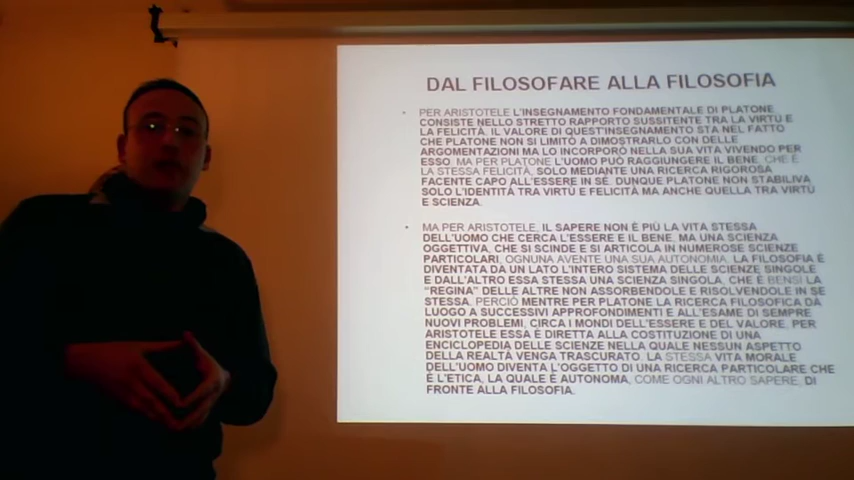 DAL FILOSOFARE ALLA FILOSOFIA
• PER ARISTOTELE L'INSEGNAMENTO FONDAMENTALE DI PLATONE
CONSISTE NELLO STRETTO RAPPORTO SUSSITENTE TRA LA VIRTÙ E
LA FELICITÀ. IL VALORE DI QUEST'INSEGNAMENTO STA NEL FATTO
CHE PLATONE NON SI LIMITÒ A DIMOSTRARLO CON DELLE
ARGOMENTAZIONI MA LO INCORPORÒ NELLA SUA VITA VIVENDO PER
ESSO. MA PER PLATONE L'UOMO PUÒ RAGGIUNGERE IL BENE, CHE È
LA STESSA FELICITÀ, SOLO MEDIANTE UNA RICERCA RIGOROSA
FACENTE CAPO ALL'ESSERE IN SÈ. DUNQUE PLATONE NON STABILIVA
SOLO L'IDENTITÀ TRA VIRTÙ E FELICITÀ MA ANCHE QUELLA TRA VIRTÙ
E SCIENZA.
• MA PER ARISTOTELE, IL SAPERE NON È PIÙ LA VITA STESSA
DELL'UOMO CHE CERCA L'ESSERE E IL BENE, MA UNA SCIENZA
OGGETTIVA, CHE SI SCINDE E SI ARTICOLA IN NUMEROSE SCIENZE
PARTICOLARI, OGNUNA AVENTE UNA SUA AUTONOMIA. LA FILOSOFIA È
DIVENTATA DA UN LATO L'INTERO SISTEMA DELLE SCIENZE SINGOLE
E DALL'ALTRO ESSA STESSA UNA SCIENZA SINGOLA, CHE È BENSÌ LA
"REGINA" DELLE ALTRE NON ASSORBENDOLE E RISOLVENDOLE IN SE
STESSA. PERCIÒ MENTRE PER PLATONE LA RICERCA FILOSOFICA DÀ
LUOGO A SUCCESSIVI APPROFONDIMENTI E ALL'ESAME DI SEMPRE
NUOVI PROBLEMI, CIRCA I MONDI DELL'ESSERE E DEL VALORE, PER
ARISTOTELE ESSA È DIRETTA ALLA COSTITUZIONE DI UNA
ENCICLOPEDIA DELLE SCIENZE NELLA QUALE NESSUN ASPETTO
DELLA REALTÀ VENGA TRASCURATO. LA STESSA VITA MORALE
DELL'UOMO DIVENTA L'OGGETTO DI UNA RICERCA PARTICOLARE CHE
È L'ETICA, LA QUALE È AUTONOMA, COME OGNI ALTRO SAPERE, DI
FRONTE ALLA FILOSOFIA.